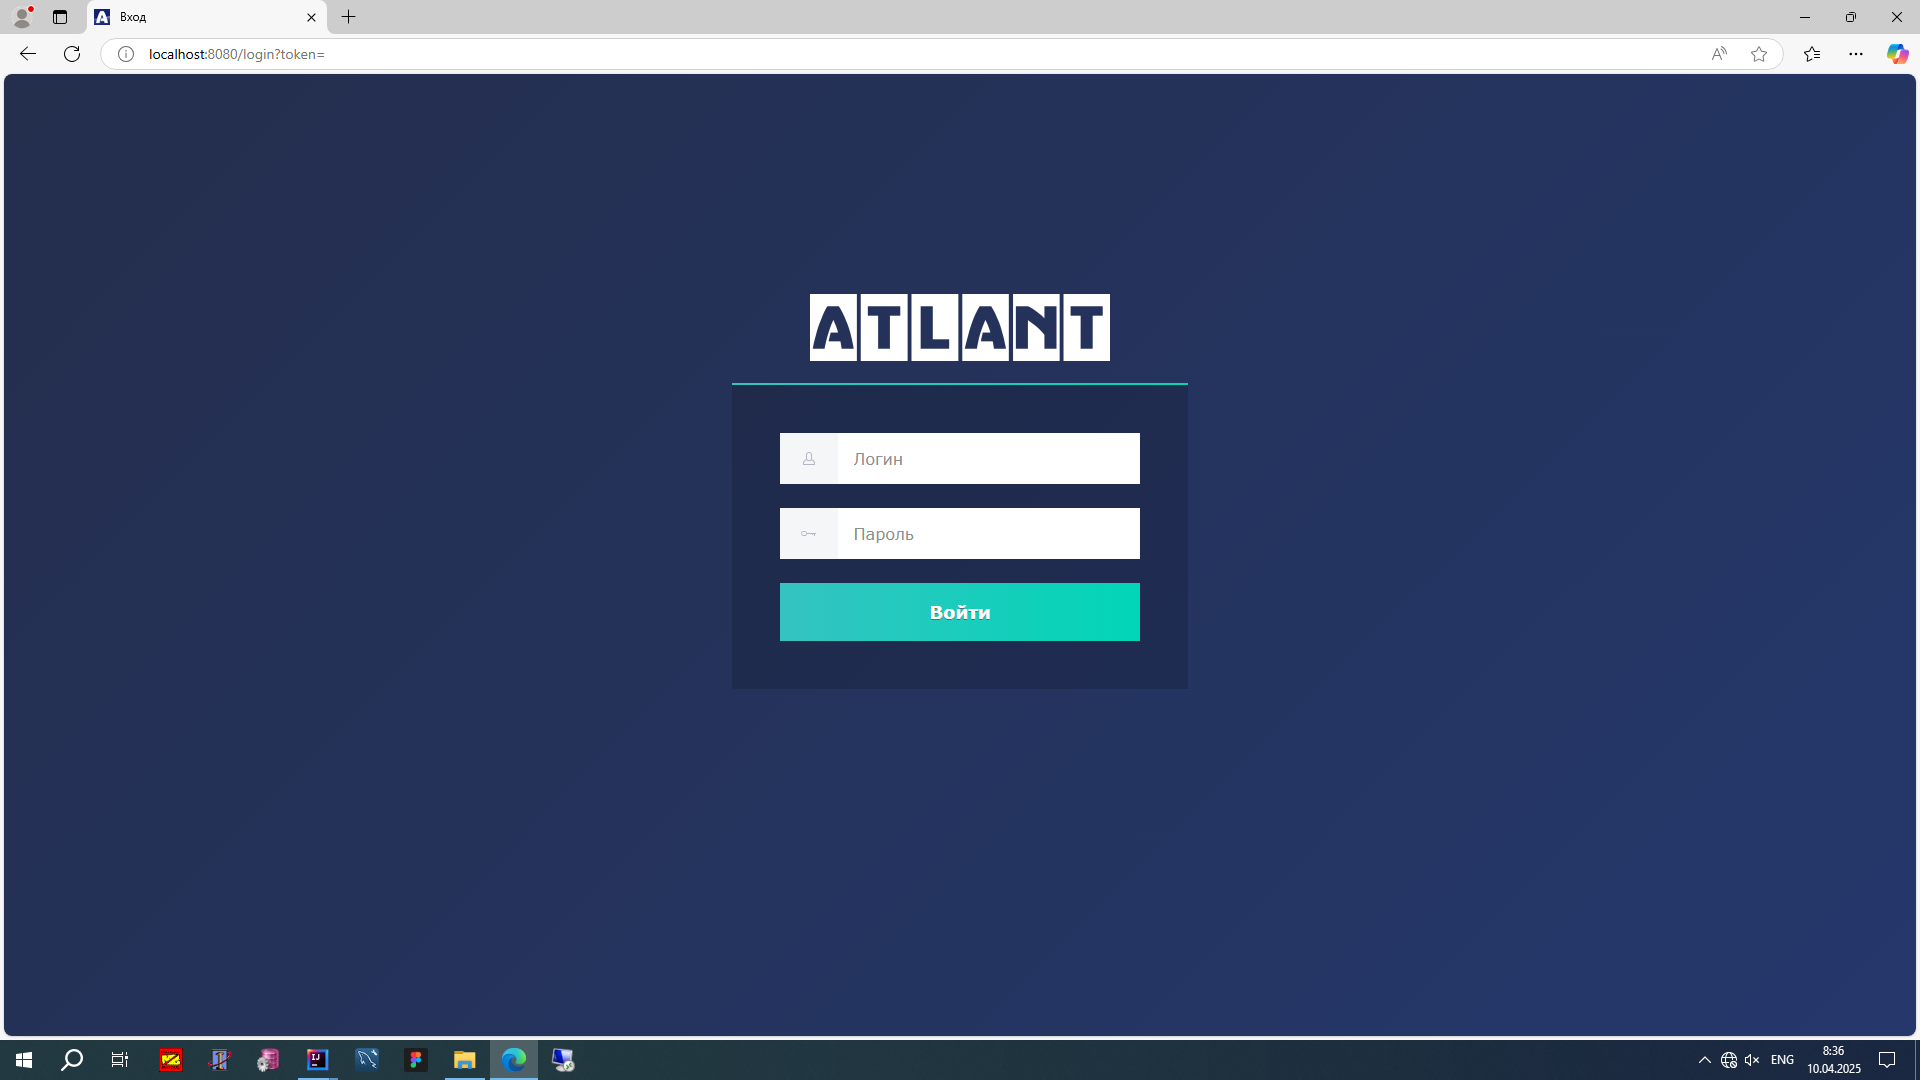 Вход
localhost:8080/login?token=
ATLANT
Логин
Пароль
Войти
ENG
8:36
10.04.2025